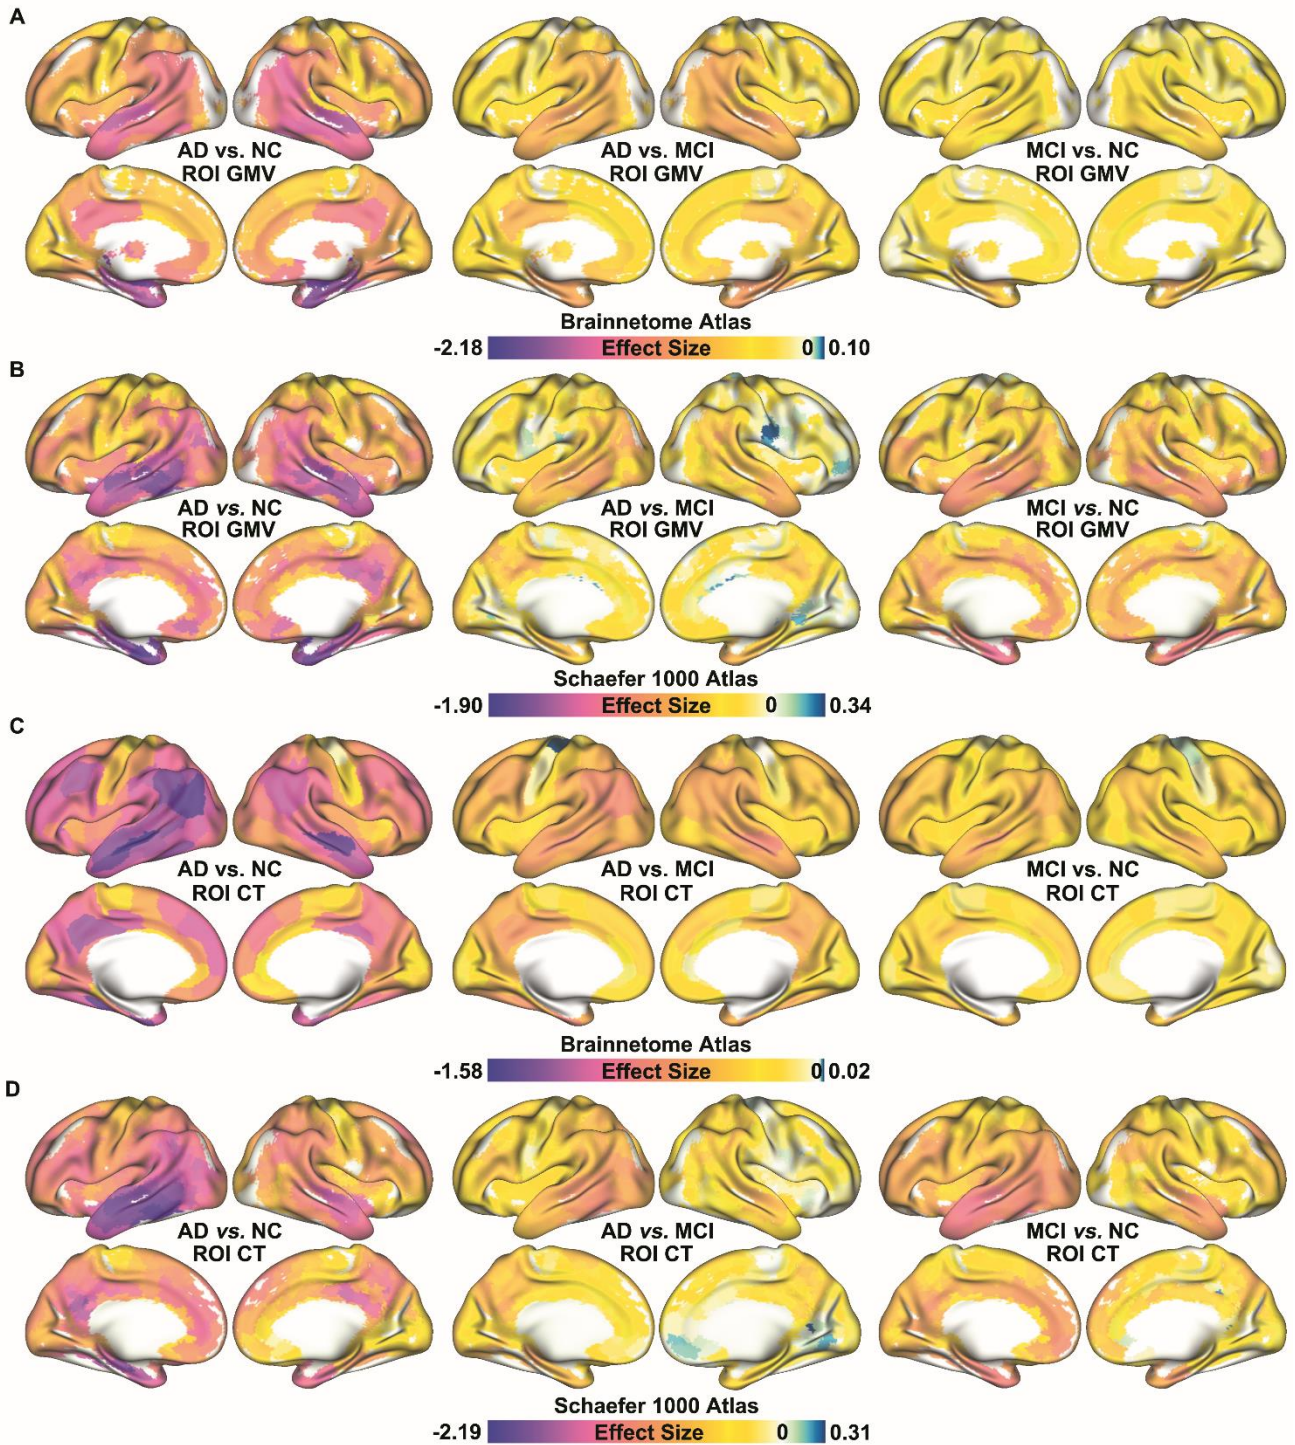 A
AD vs. NC
ROI GMV
AD vs. MCI
ROI GMV
MCI vs. NC
ROI GMV
Brainnetome Atlas
-2.18 Effect Size 0 0.10
B
AD vs. NC
ROI GMV
AD vs. MCI
ROI GMV
MCI vs. NC
ROI GMV
Schaefer 1000 Atlas
-1.90 Effect Size 0 0.34
C
AD vs. NC
ROI CT
AD vs. MCI
ROI CT
MCI vs. NC
ROI CT
Brainnetome Atlas
-1.58 Effect Size 0 0.02
D
AD vs. NC
ROI CT
AD vs. MCI
ROI CT
MCI vs. NC
ROI CT
Schaefer 1000 Atlas
-2.19 Effect Size 0 0.31